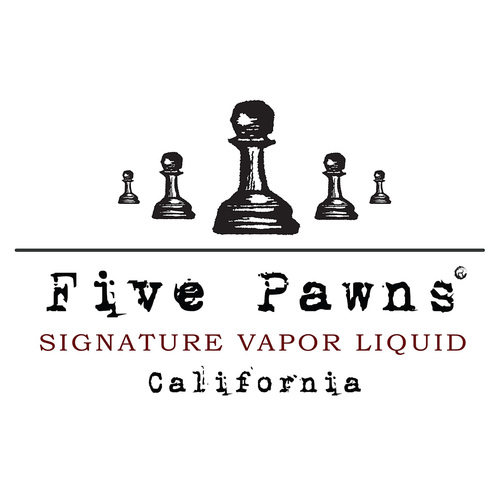 Five Pawns®
SIGNATURE VAPOR LIQUID
California